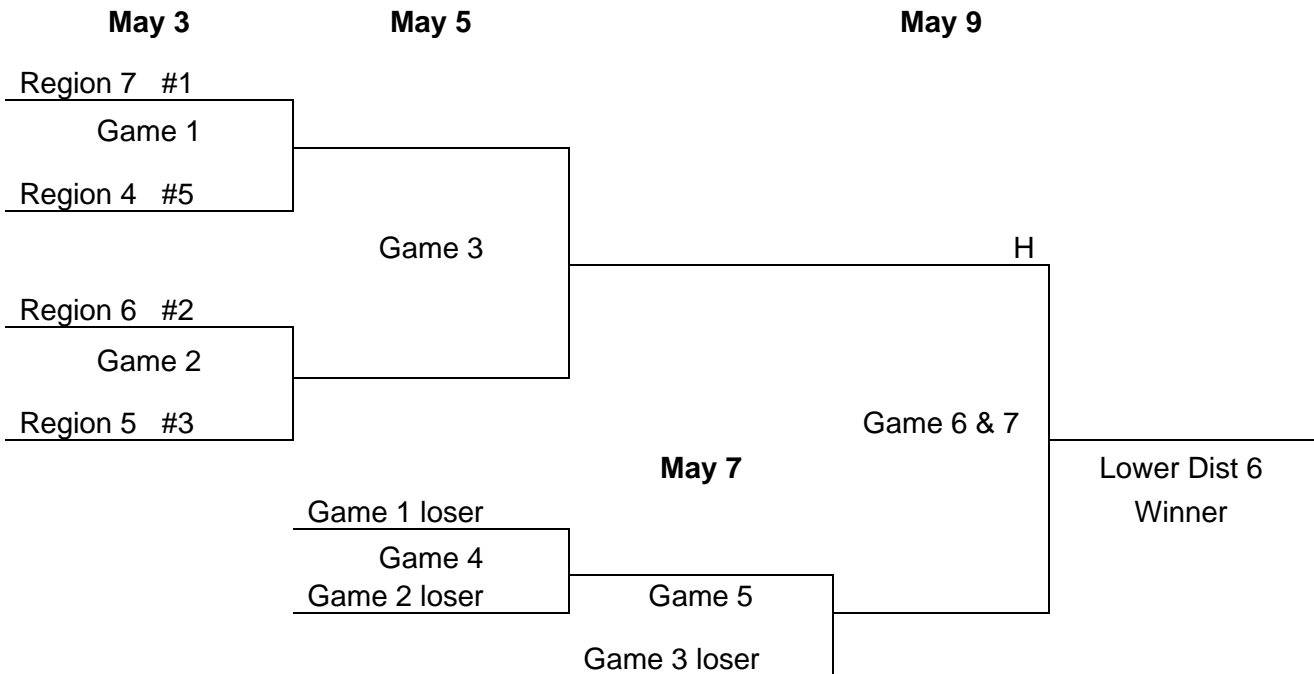 May 3 May 5 May 9
Region 7 #1
Game 1
Region 4 #5
Game 3 H
Region 6 #2
Game 2
Region 5 #3 Game 6 & 7
May 7 Lower Dist 6
Game 1 loser Winner
Game 4
Game 2 loser Game 5
Game 3 loser